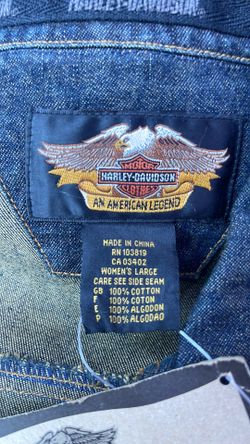 HARLEY-DAVIDSON
MOTOR
HARLEY-DAVIDSON
CLOTHES
AN AMERICAN LEGEND
MADE IN CHINA
RN 103819
CA 03402
WOMEN'S LARGE
CARE SEE SIDE SEAM
GB 100% COTTON
F 100% COTON
E 100% ALGODON
P 100% ALGODAO